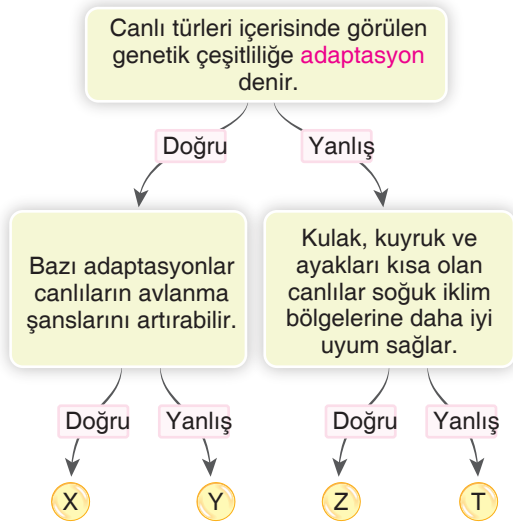 Canlı türleri içerisinde görülen
genetik çeşitliliğe adaptasyon
denir.
Doğru
Yanlış
Bazı adaptasyonlar
canlıların avlanma
şanslarını artırabilir.
Kulak, kuyruk ve
ayakları kısa olan
canlılar soğuk iklim
bölgelerine daha iyi
uyum sağlar.
Doğru
Yanlış
Doğru
Yanlış
X
Y
Z
T